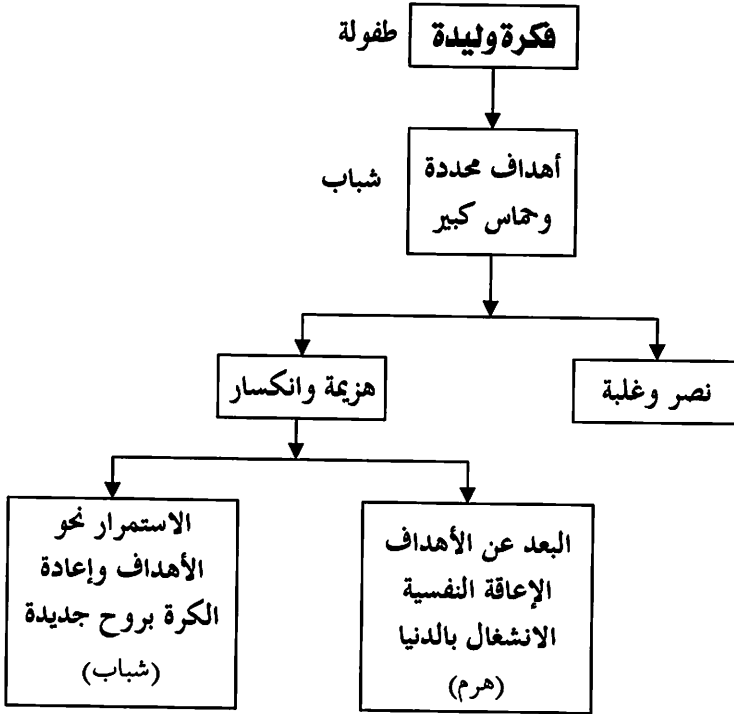 فكرة وليدة
طفولة
أهداف محددة
وحماس كبير
شباب
نصر وغلبة
هزيمة وانكسار
البعد عن الأهداف
الإعاقة النفسية
الانشغال بالدنيا
(هرم)
الاستمرار نحو
الأهداف وإعادة
الكرة بروح جديدة
(شباب)